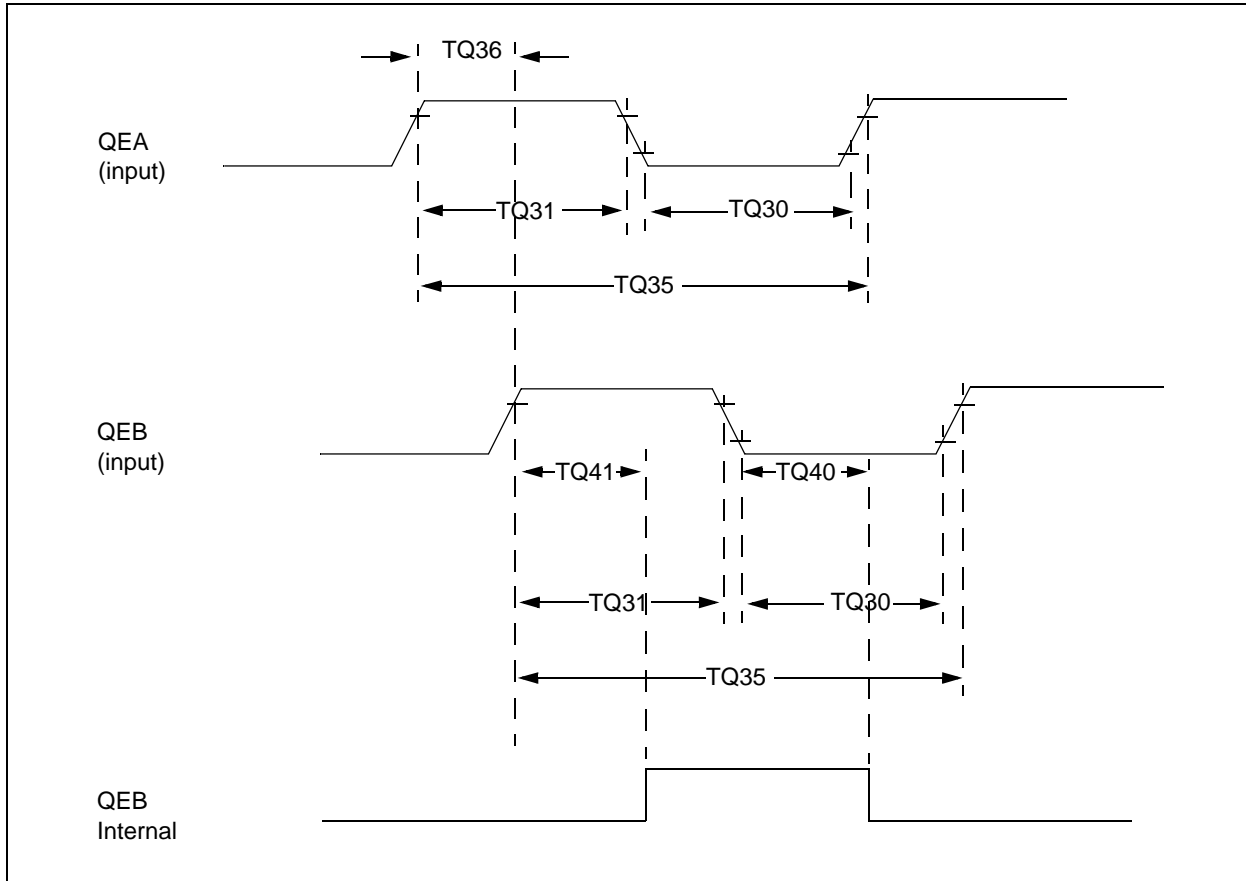 TQ36
QEA
(input)
TQ31
TQ30
TQ35
QEB
(input)
TQ41
TQ40
TQ31
TQ30
TQ35
QEB
Internal